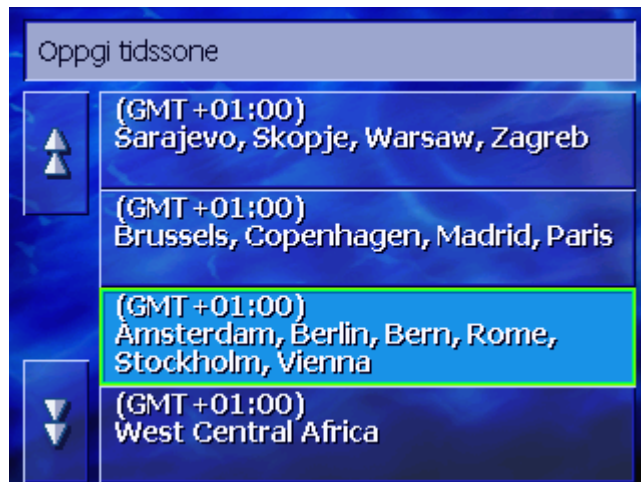 Oppgi tidssone
(GMT+01:00)
Sarajevo, Skopje, Warsaw, Zagreb
(GMT+01:00)
Brussels, Copenhagen, Madrid, Paris
(GMT+01:00)
Amsterdam, Berlin, Bern, Rome,
Stockholm, Vienna
(GMT+01:00)
West Central Africa